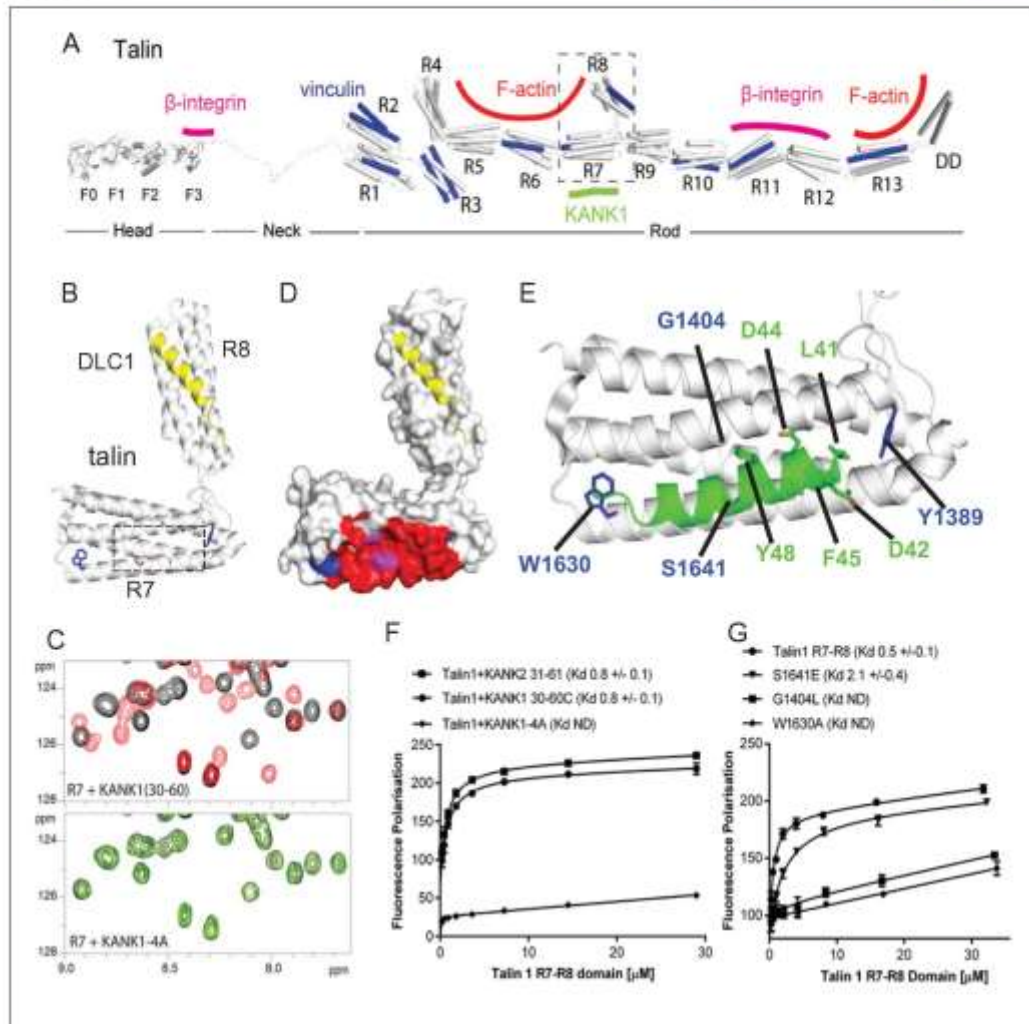 A Talin
R4
R8
β-integrin
vinculin
R2
F-actin
β-integrin
F-actin
F0 F1 F2 F3
R1
R3
R5
R6
R7
R9
R10
R11
R12
R13
DD
KANK1
Head
Neck
Rod
B
DLC1
R8
talin
R7
D
E
G1404
D44
L41
W1630
S1641
Y48
F45
D42
Y1389
C
ppm
124
126
128
R7 + KANK1(30-60)
ppm
124
126
128
R7 + KANK1-4A
9.0 8.5 8.0 ppm
F
Talin1+KANK2 31-61 (Kd 0.8 +/- 0.1)
Talin1+KANK1 30-60C (Kd 0.8 +/- 0.1)
Talin1+KANK1-4A (Kd ND)
Fluorescence Polarisation
250
200
150
100
50
0
0 10 20 30
Talin 1 R7-R8 domain [µM]
G
Talin1 R7-R8 (Kd 0.5 +/-0.1)
S1641E (Kd 2.1 +/-0.4)
G1404L (Kd ND)
W1630A (Kd ND)
Fluorescence Polarisation
200
150
100
0 10 20 30
Talin 1 R7-R8 Domain [µM]